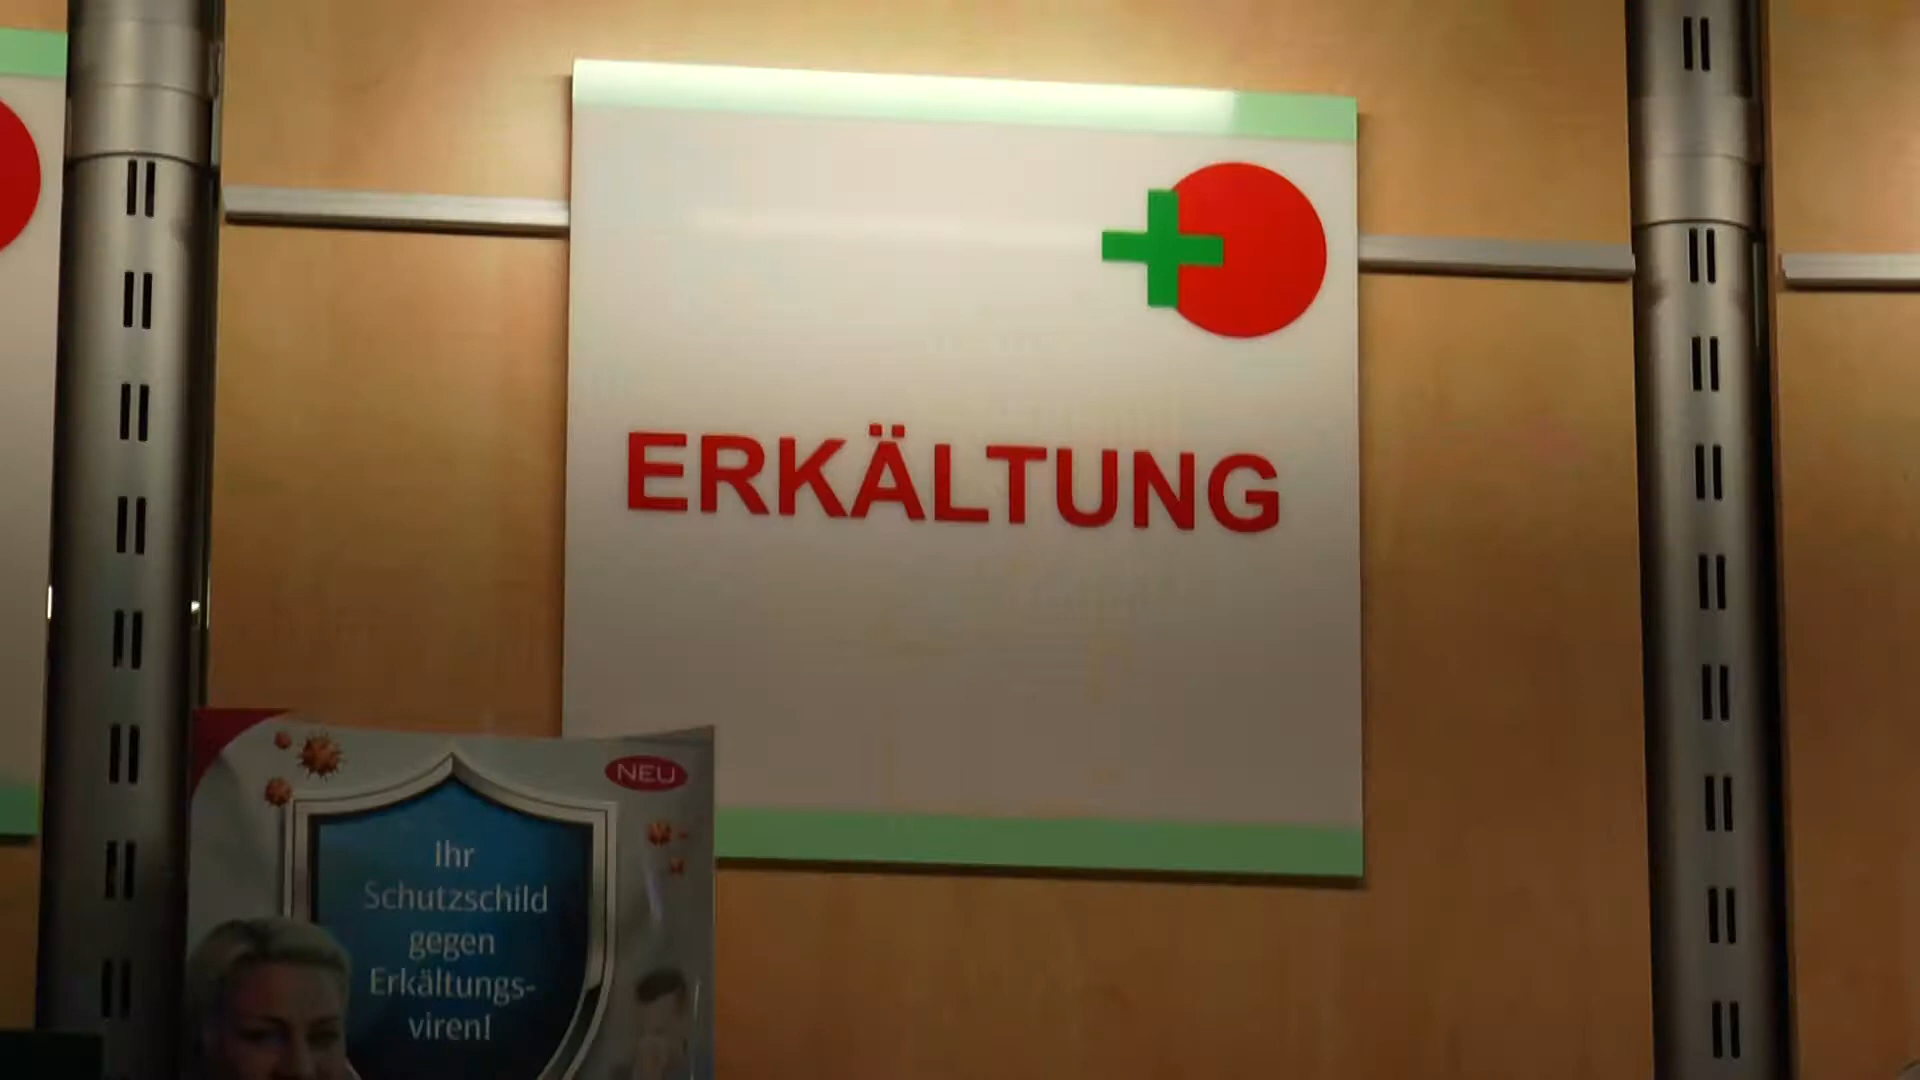 ERKÄLTUNG
NEU
Ihr
Schutzschild
gegen
Erkältungs-
viren!